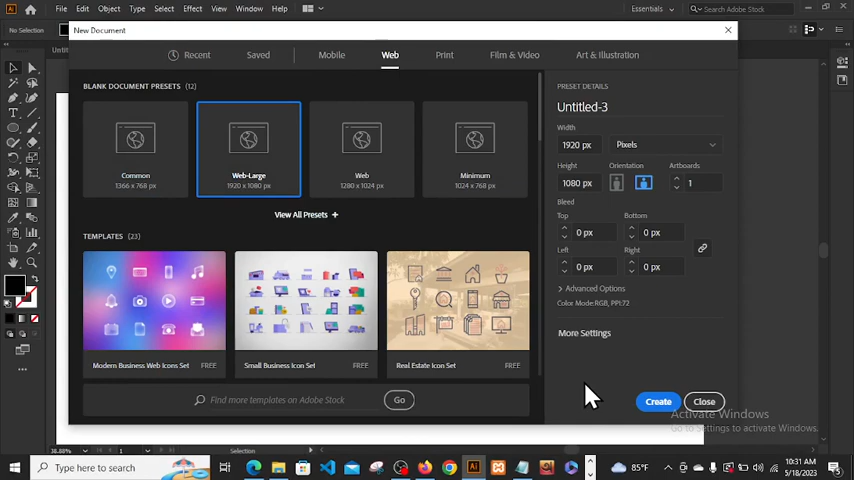 Ai File Edit Object Type Select Effect View Window Help Essentials Search Adobe Stock
No Selection
New Document
Recent Saved Mobile Web Print Film & Video Art & Illustration
BLANK DOCUMENT PRESETS (12)
Common
1366 x 768 px
Web-Large
1920 x 1080 px
Web
1280 x 1024 px
Minimum
1024 x 768 px
View All Presets +
TEMPLATES (23)
Modern Business Web Icons Set FREE
Small Business Icon Set FREE
Real Estate Icon Set FREE
Find more templates on Adobe Stock Go
PRESET DETAILS
Untitled-3
Width
1920 px Pixels
Height Orientation Artboards
1080 px 1
Bleed
Top Bottom
0 px 0 px
Left Right
0 px 0 px
Advanced Options
Color Mode:RGB, PPI:72
More Settings
Create Close
Activate Windows
Go to Settings to activate Windows.
36.88% 1 Selection
Type here to search
Ai
85°F
10:31 AM
5/18/2023